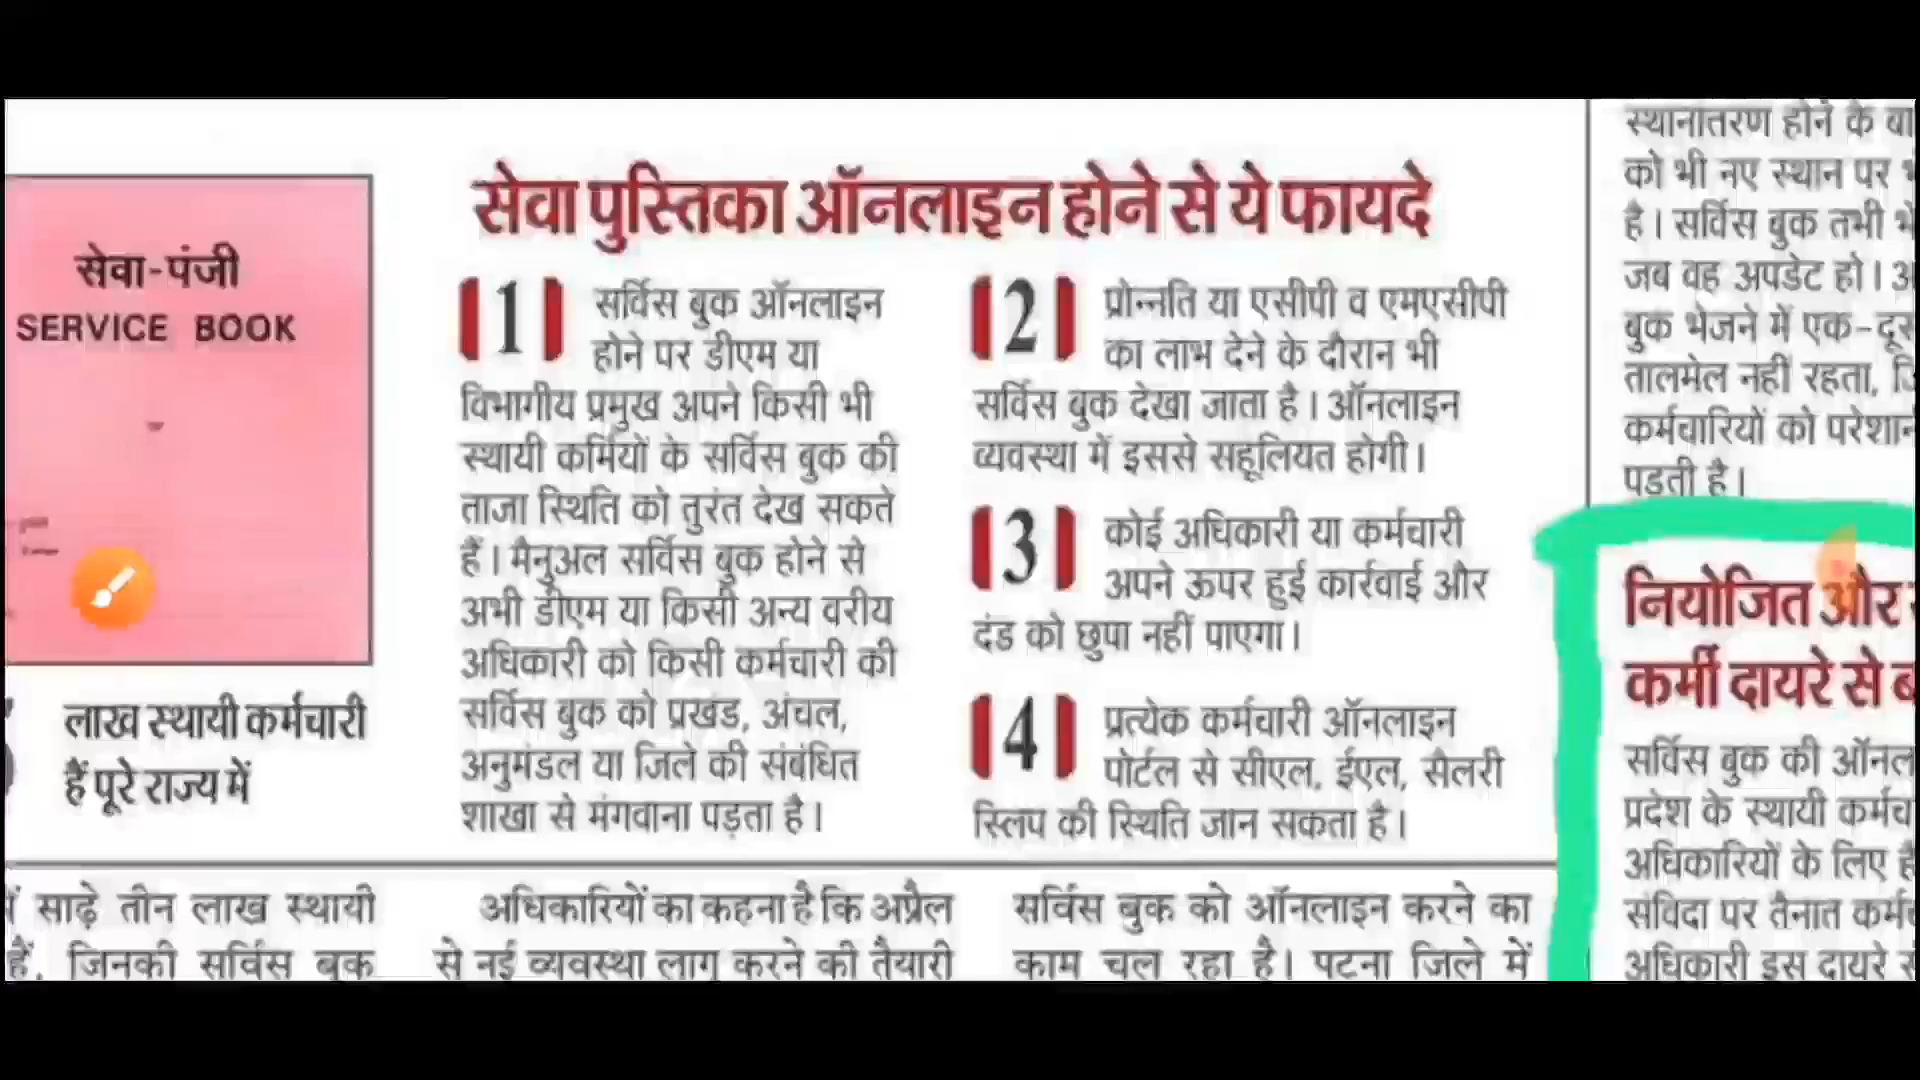 सेवा-पंजी
SERVICE BOOK
लाख स्थायी कर्मचारी
हैं पूरे राज्य में
सेवा पुस्तिका ऑनलाइन होने से ये फायदे
1 सर्विस बुक ऑनलाइन
होने पर डीएम या
विभागीय प्रमुख अपने किसी भी
स्थायी कर्मियों के सर्विस बुक की
ताजा स्थिति को तुरंत देख सकते
हैं। मैनुअल सर्विस बुक होने से
अभी डीएम या किसी अन्य वरीय
अधिकारी को किसी कर्मचारी की
सर्विस बुक को प्रखंड, अंचल,
अनुमंडल या जिले की संबंधित
शाखा से मंगवाना पड़ता है।
2 प्रोन्नति या एसीपी व एमएसीपी
का लाभ देने के दौरान भी
सर्विस बुक देखा जाता है। ऑनलाइन
व्यवस्था में इससे सहूलियत होगी।
3 कोई अधिकारी या कर्मचारी
अपने ऊपर हुई कार्रवाई और
दंड को छुपा नहीं पाएगा।
4 प्रत्येक कर्मचारी ऑनलाइन
पोर्टल से सीएल, ईएल, सैलरी
स्लिप की स्थिति जान सकता है।
साढ़े तीन लाख स्थायी
हैं, जिनकी सर्विस बुक
अधिकारियों का कहना है कि अप्रैल
से नई व्यवस्था लागू करने की तैयारी
सर्विस बुक को ऑनलाइन करने का
काम चल रहा है। पटना जिले में
स्थानांतरण होने के
को भी नए स्थान पर
है। सर्विस बुक तभी
जब वह अपडेट हो।
बुक भेजने में
तालमेल नहीं रहता,
कर्मचारियों को
पड़ती है।
नियोजित और
कर्मी दायरे से
सर्विस बुक की
प्रदेश के स्थायी
अधिकारियों के लिए
संविदा पर तैनात
अधिकारी इस दायरे